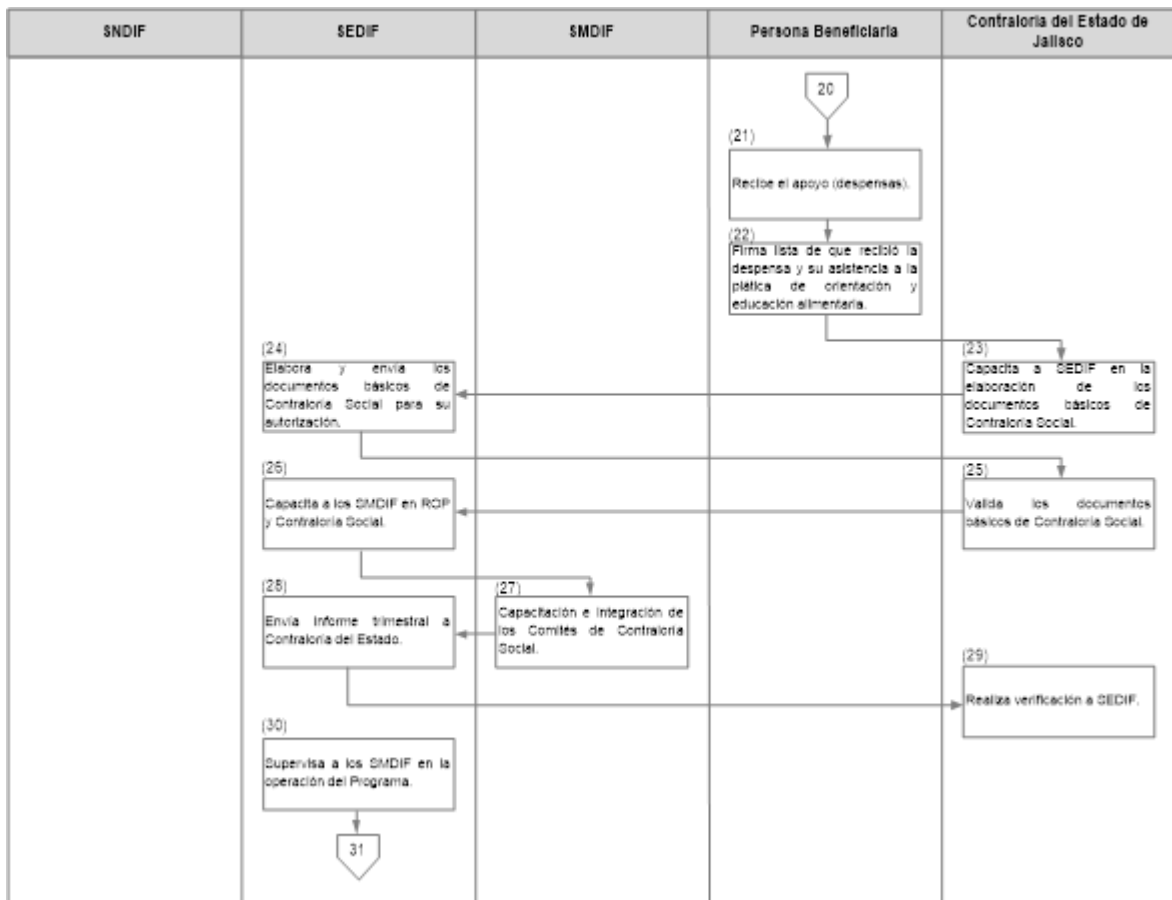 SNDIF
SEDIF
SMDIF
Persona Beneficiaria
Contraloría del Estado de
Jalisco
20
(21)
Recibe el apoyo (despensas).
(22)
Firma lista de que recibió la
despensa y su asistencia a la
plática de orientación y
educación alimentaria.
(23)
Capacita a SEDIF en la
elaboración de los
documentos básicos de
Contraloría Social.
(24)
Elabora y envía los
documentos básicos de
Contraloría Social para su
autorización.
(25)
Valida los documentos
básicos de Contraloría Social.
(26)
Capacita a los SMDIF en ROP
y Contraloría Social.
(27)
Capacitación e integración de
los Comités de Contraloría
Social.
(28)
Envía informe trimestral a
Contraloría del Estado.
(29)
Realiza verificación a SEDIF.
(30)
Supervisa a los SMDIF en la
operación del Programa.
31